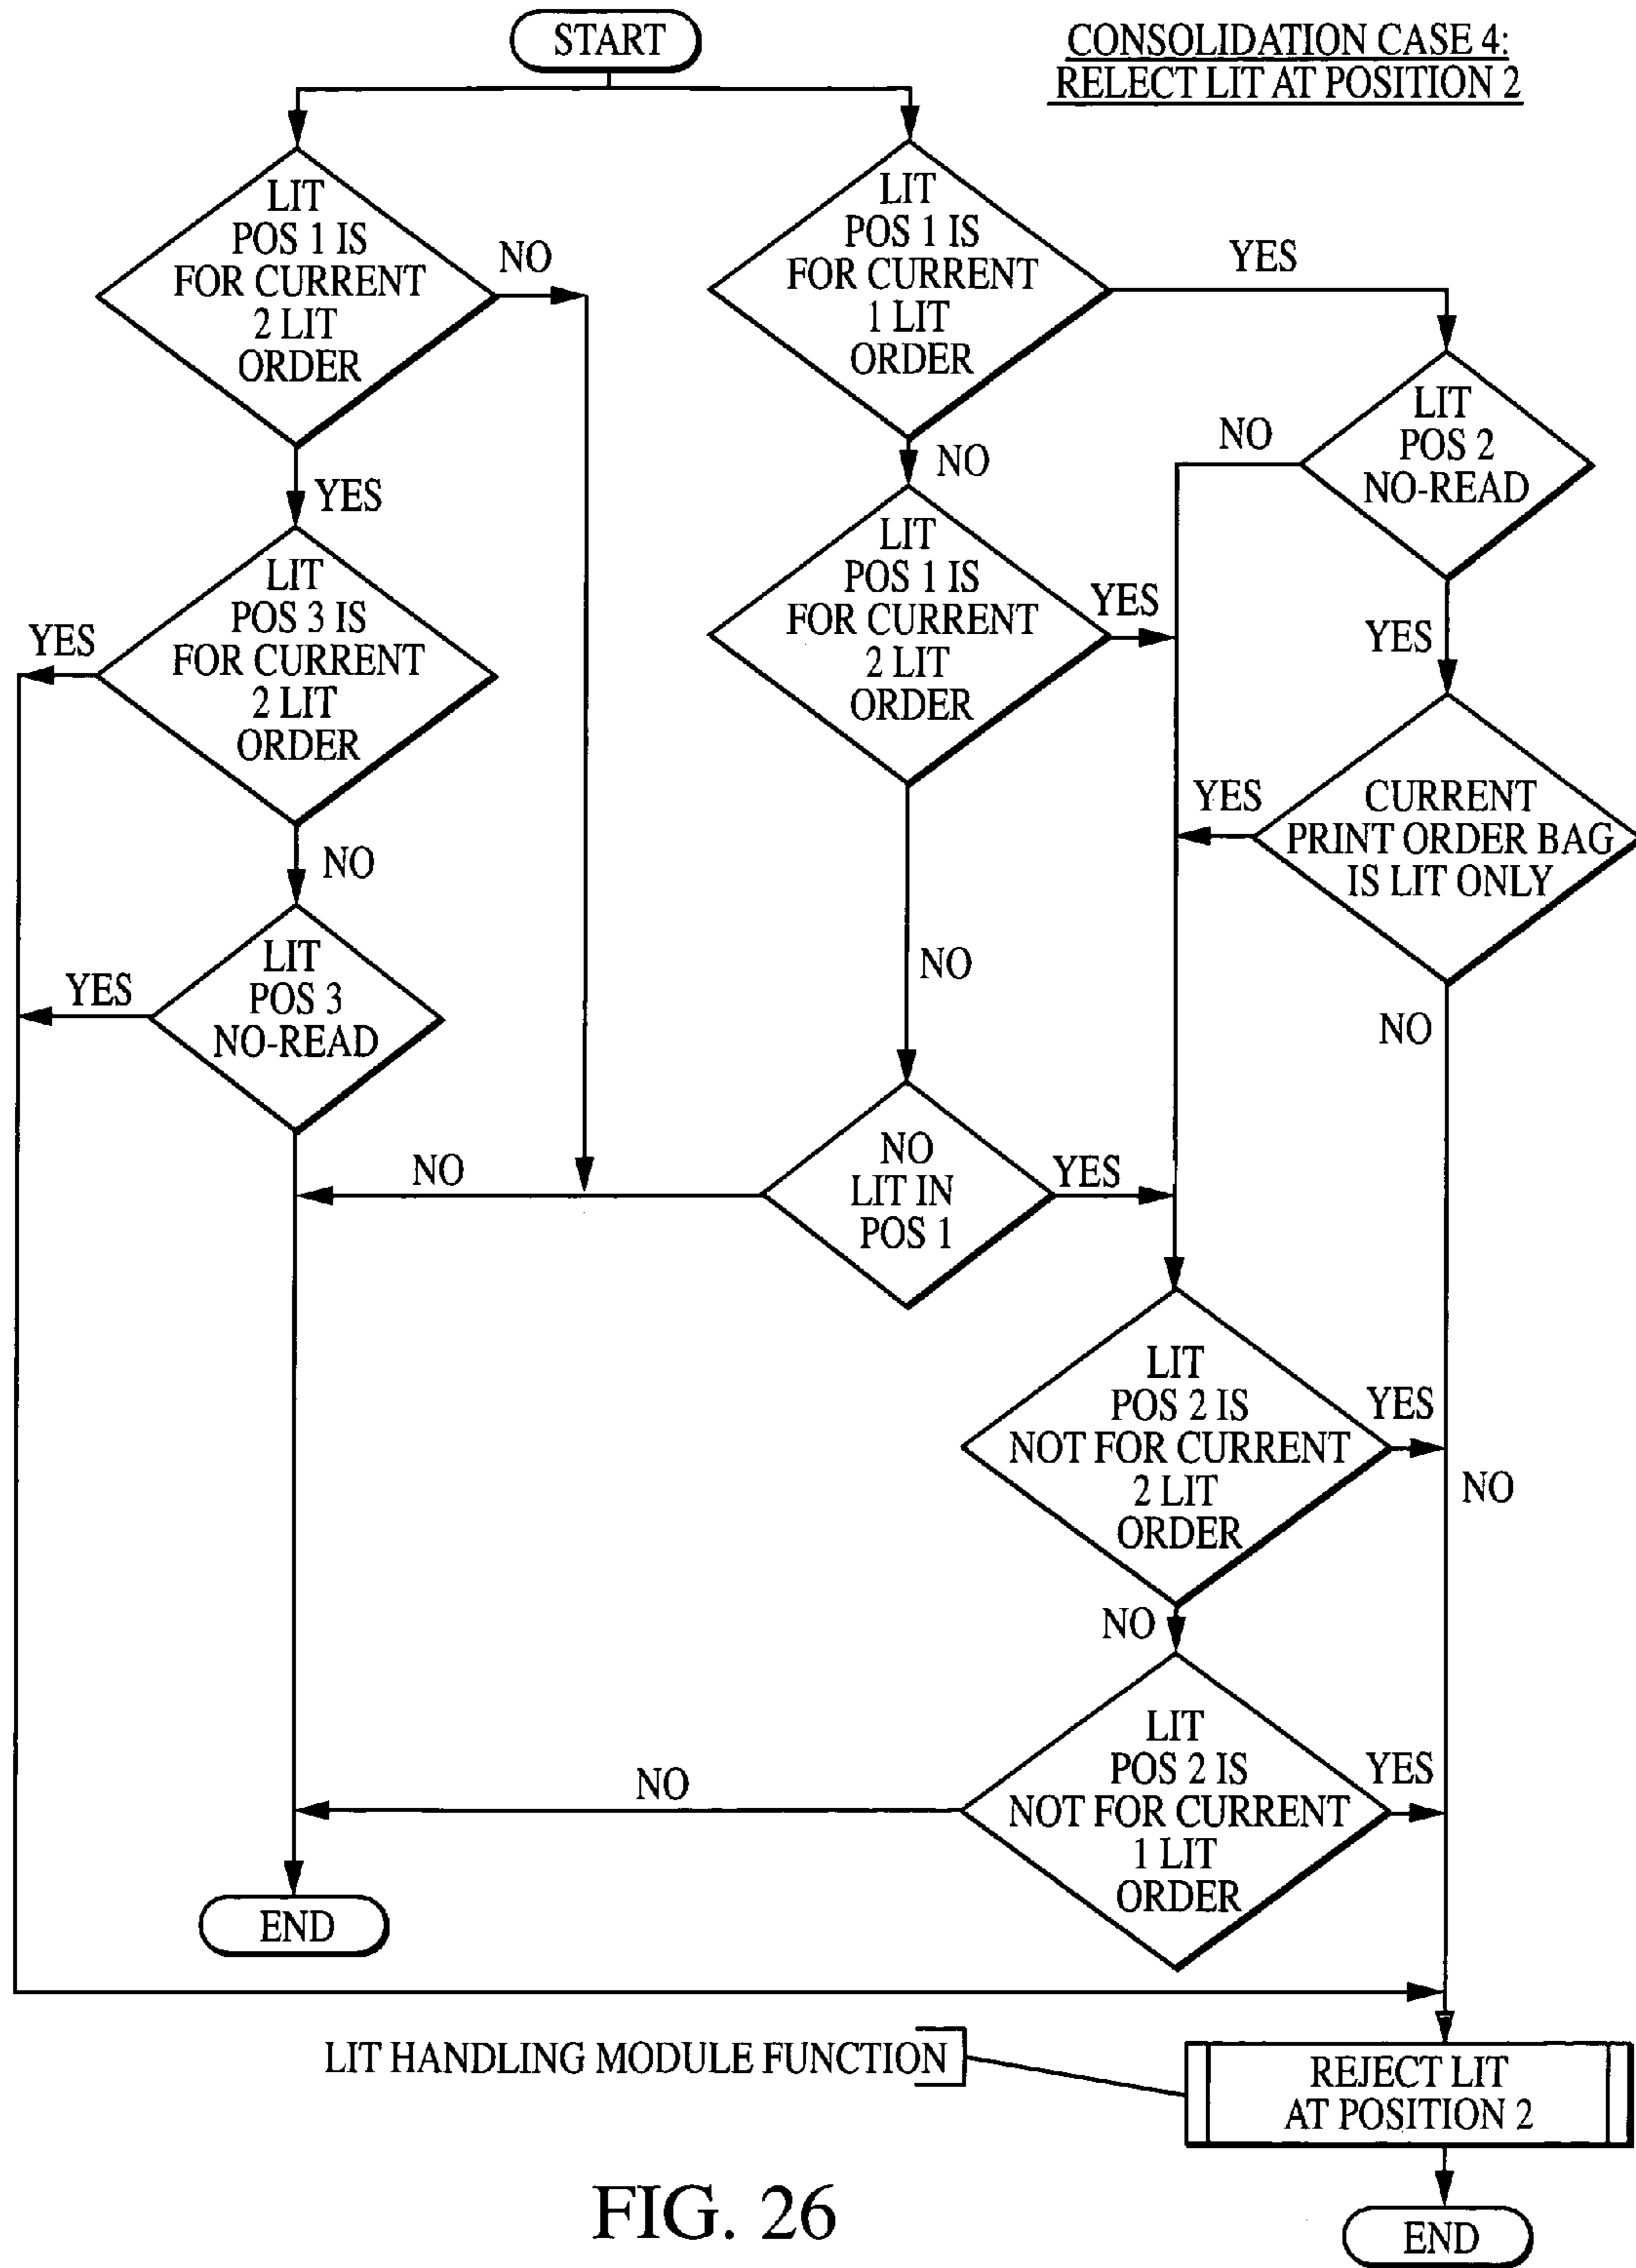 START
CONSOLIDATION CASE 4:
RELECT LIT AT POSITION 2
LIT
POS 1 IS
FOR CURRENT
2 LIT
ORDER
NO
YES
LIT
POS 1 IS
FOR CURRENT
1 LIT
ORDER
YES
NO
LIT
POS 2
NO-READ
NO
YES
LIT
POS 3 IS
FOR CURRENT
2 LIT
ORDER
YES
NO
LIT
POS 1 IS
FOR CURRENT
2 LIT
ORDER
YES
NO
CURRENT
PRINT ORDER BAG
IS LIT ONLY
YES
NO
LIT
POS 3
NO-READ
YES
NO
LIT IN
POS 1
NO
YES
LIT
POS 2 IS
NOT FOR CURRENT
2 LIT
ORDER
YES
NO
NO
LIT
POS 2 IS
NOT FOR CURRENT
1 LIT
ORDER
NO
YES
END
LIT HANDLING MODULE FUNCTION
REJECT LIT
AT POSITION 2
END
FIG. 26